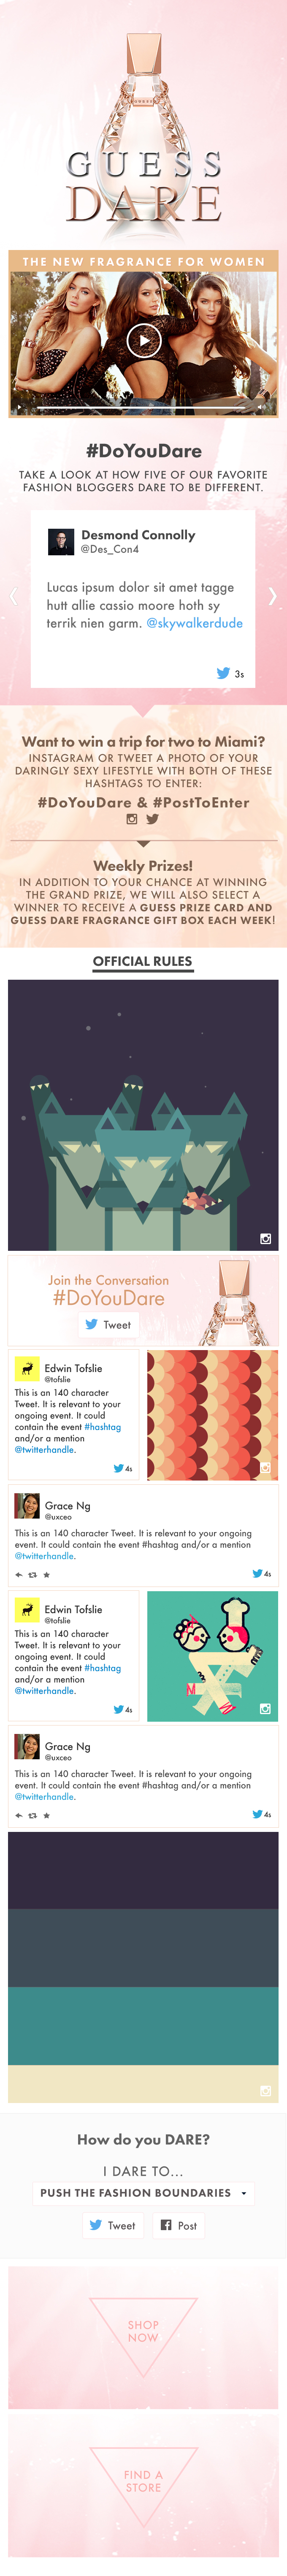 GUESS
DARE
THE NEW FRAGRANCE FOR WOMEN
#DoYouDare
TAKE A LOOK AT HOW FIVE OF OUR FAVORITE
FASHION BLOGGERS DARE TO BE DIFFERENT.
Desmond Connolly
@Des_Con4
Lucas ipsum dolor sit amet tagge
hutt allie cassio moore hoth sy
terrik nien garm. @skywalkerdude
3s
Want to win a trip for two to Miami?
INSTAGRAM OR TWEET A PHOTO OF YOUR
DARINGLY SEXY LIFESTYLE WITH BOTH OF THESE
HASHTAGS TO ENTER:
#DoYouDare & #PostToEnter
Weekly Prizes!
IN ADDITION TO YOUR CHANCE AT WINNING
THE GRAND PRIZE, WE WILL ALSO SELECT A
WINNER TO RECEIVE A GUESS PRIZE CARD AND
GUESS DARE FRAGRANCE GIFT BOX EACH WEEK!
OFFICIAL RULES
Join the Conversation
#DoYouDare
Tweet
Edwin Tofslie
@tofslie
This is an 140 character
Tweet. It is relevant to your
ongoing event. It could
contain the event #hashtag
and/or a mention
@twitterhandle.
4s
Grace Ng
@uxceo
This is an 140 character Tweet. It is relevant to your ongoing
event. It could contain the event #hashtag and/or a mention
@twitterhandle.
4s
Edwin Tofslie
@tofslie
This is an 140 character
Tweet. It is relevant to your
ongoing event. It could
contain the event #hashtag
and/or a mention
@twitterhandle.
4s
Grace Ng
@uxceo
This is an 140 character Tweet. It is relevant to your ongoing
event. It could contain the event #hashtag and/or a mention
@twitterhandle.
4s
How do you DARE?
I DARE TO...
PUSH THE FASHION BOUNDARIES
Tweet
Post
SHOP
NOW
FIND A
STORE